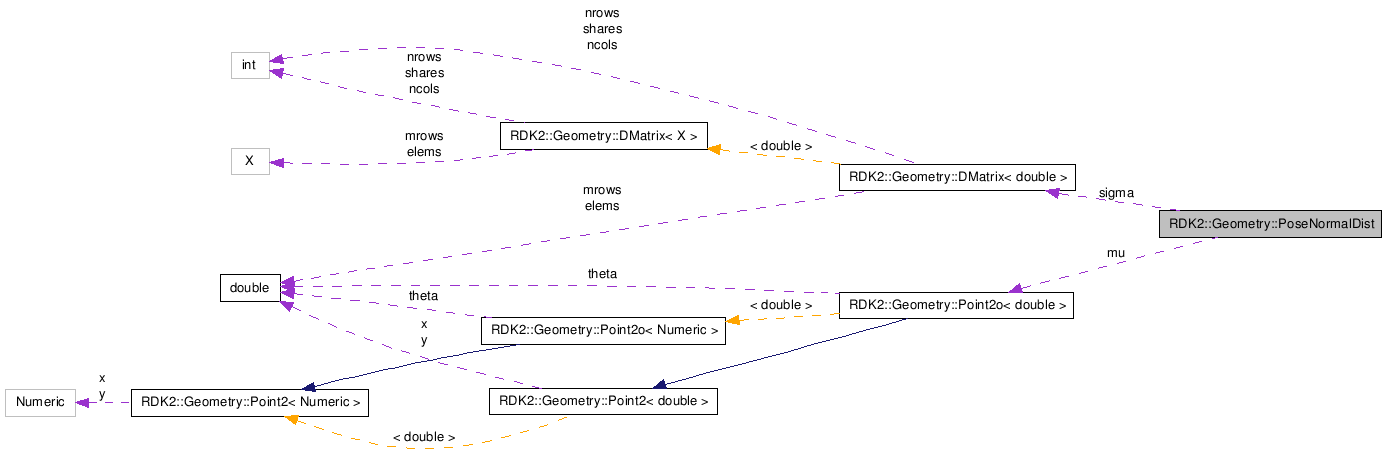 nrows
shares
ncols
int
nrows
shares
ncols
RDK2::Geometry::DMatrix< X >
mrows
elems
X
< double >
RDK2::Geometry::DMatrix< double >
sigma
mrows
elems
RDK2::Geometry::PoseNormalDist
mu
double
theta
theta
< double >
RDK2::Geometry::Point2o< double >
RDK2::Geometry::Point2o< Numeric >
x
y
x
y
Numeric
RDK2::Geometry::Point2< Numeric >
RDK2::Geometry::Point2< double >
< double >